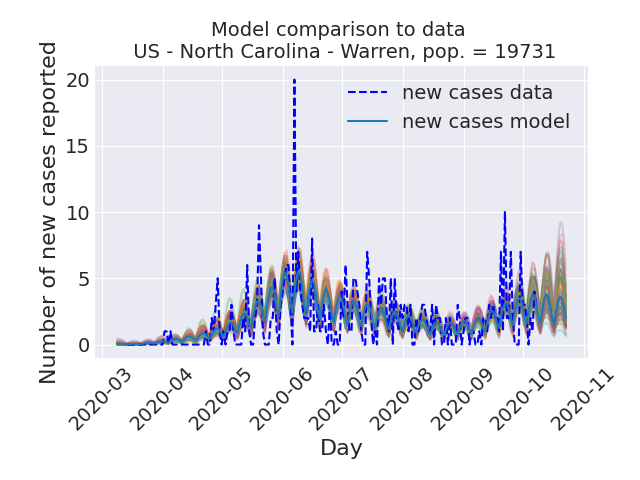 Model comparison to data
US - North Carolina - Warren, pop. = 19731
Number of new cases reported
20
15
10
5
0
new cases data
new cases model
2020-03
2020-04
2020-05
2020-06
2020-07
2020-08
2020-09
2020-10
2020-11
Day